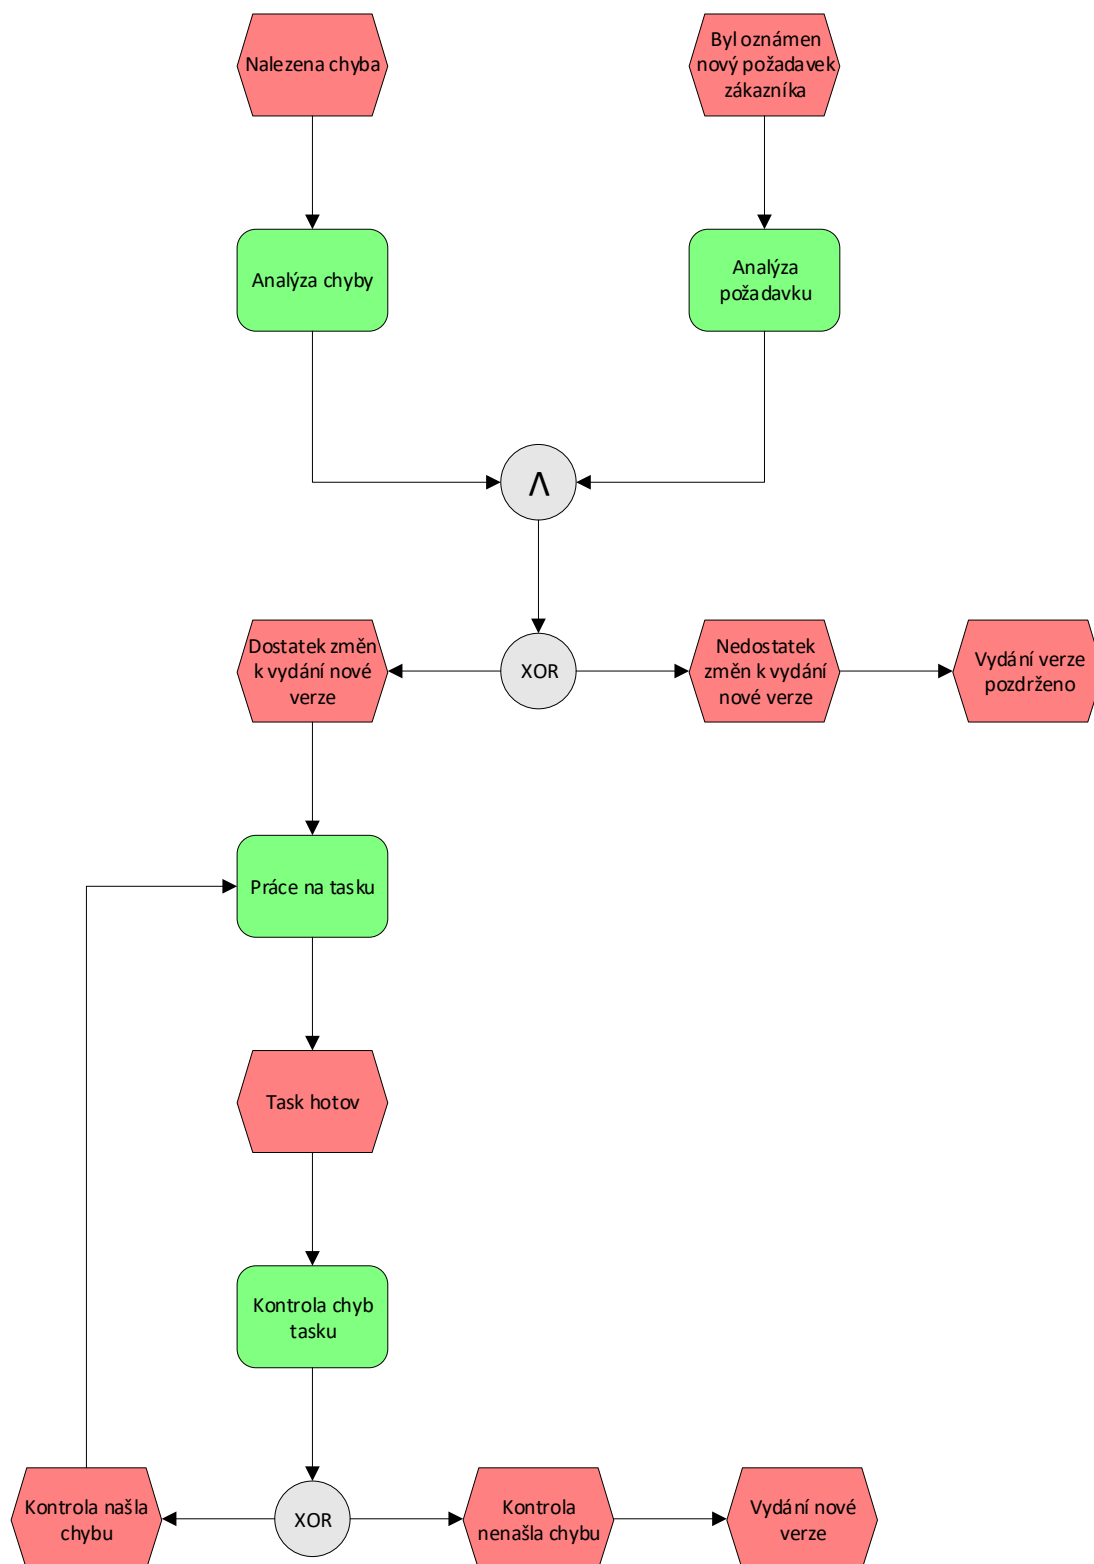 Nalezena chyba
Byl oznámen
nový požadavek
zákazníka
Analýza chyby
Analýza
požadavku
Λ
Dostatek změn
k vydání nové
verze
XOR
Nedostatek
změn k vydání
nové verze
Vydání verze
pozdrženo
Práce na tasku
Task hotov
Kontrola chyb
tasku
Kontrola našla
chybu
XOR
Kontrola
nenašla chybu
Vydání nové
verze